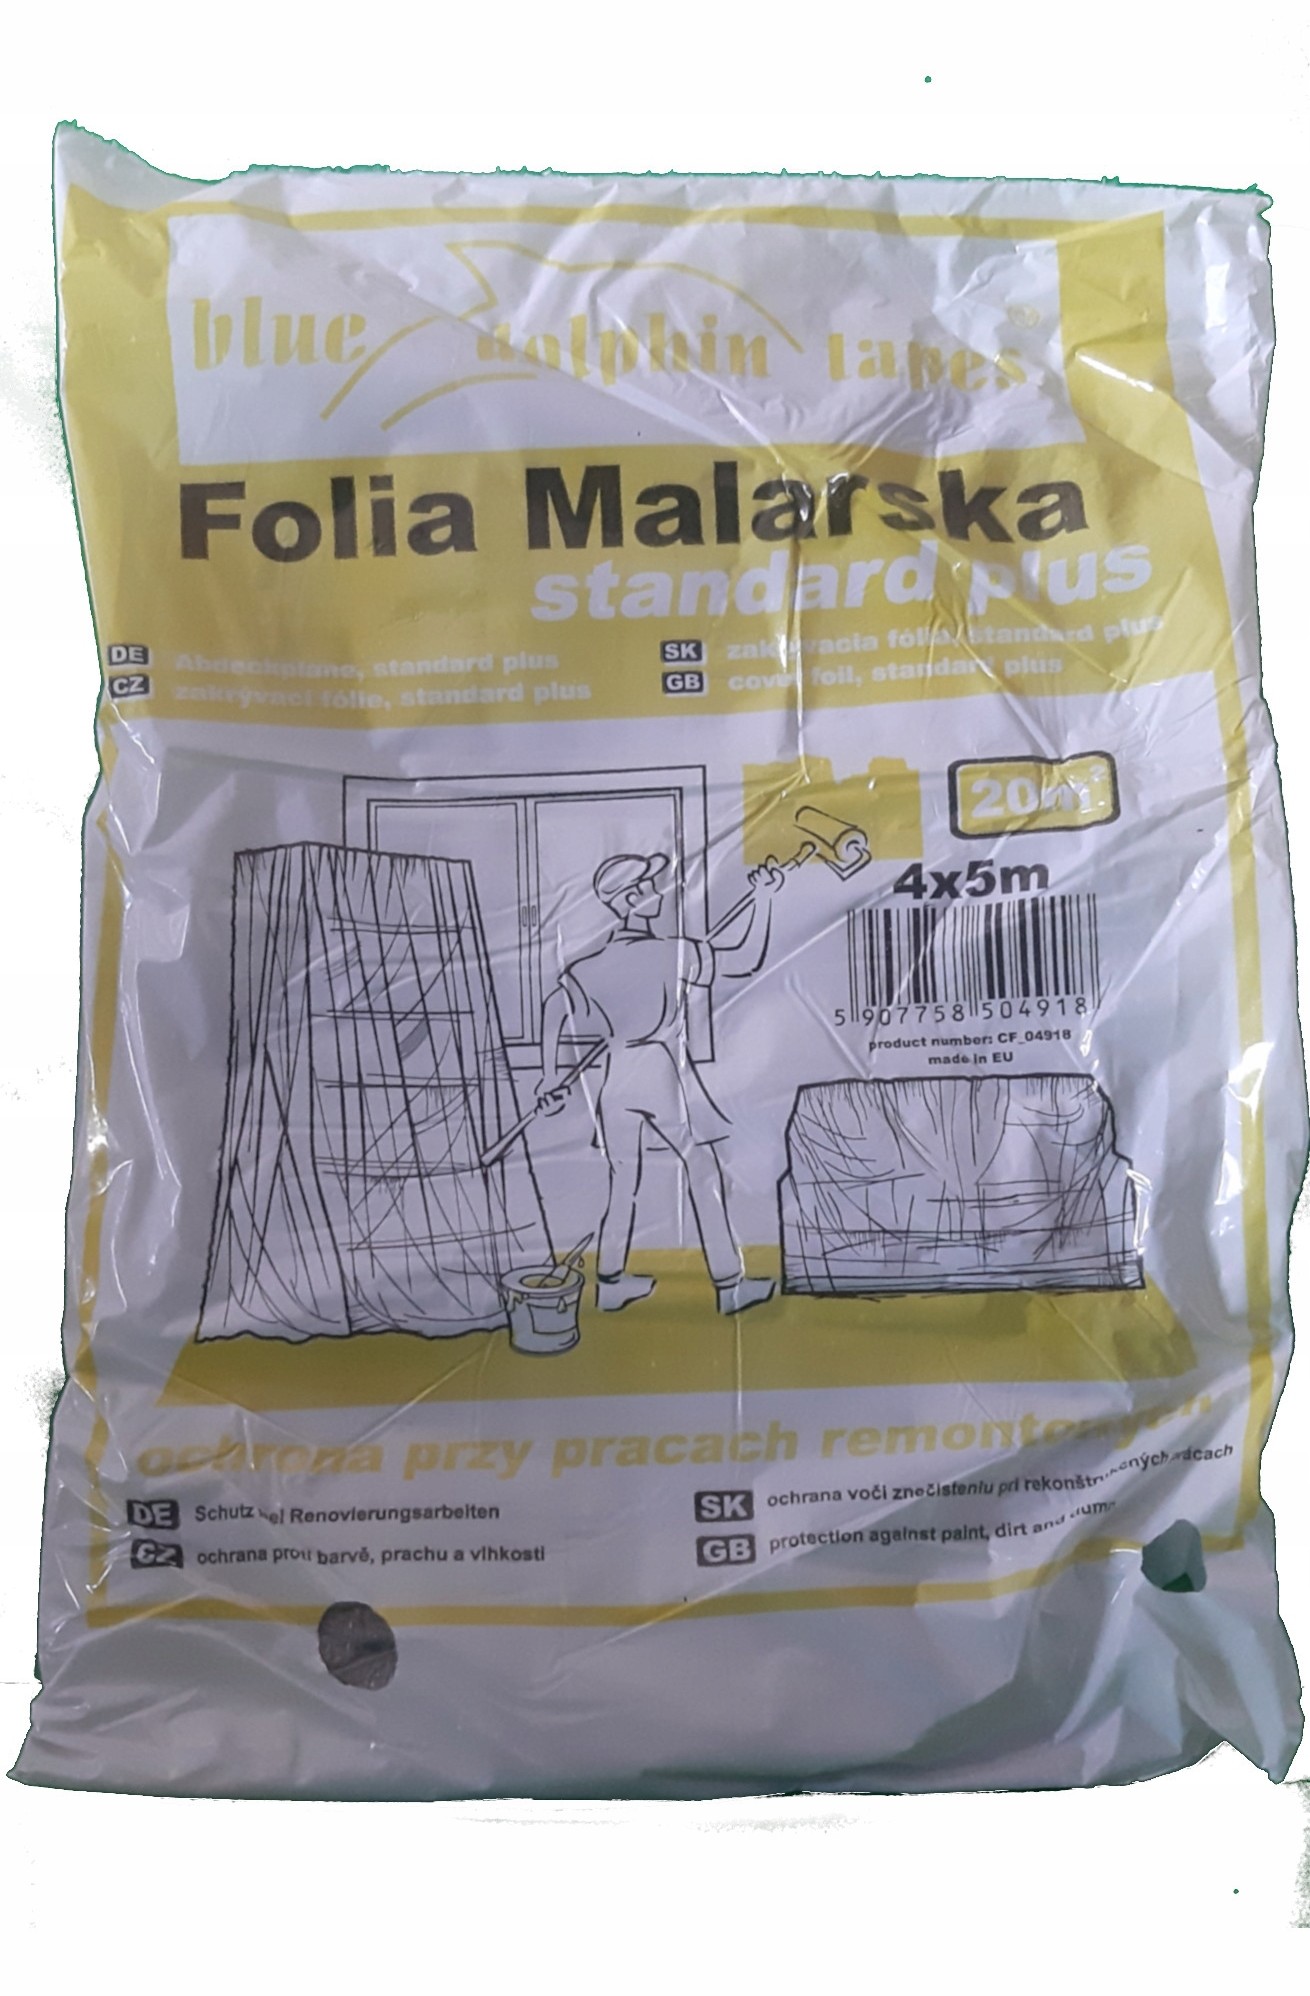 blue dolphin tapes ®
Folia Malarska
standard plus
DE Abdeckplane, standard plus
CZ zakrývací fólie, standard plus
SK zakrývacia fólia, standard plus
GB cover foil, standard plus
20m²
4x5m
5 907758 504918
product number: CF_04918
made in EU
ochrona przy pracach remontowych
DE Schutz bei Renovierungsarbeiten
CZ ochrana proti barvě, prachu a vlhkosti
SK ochrana voči znečisteniu pri rekonštrukčných prácach
GB protection against paint, dirt and